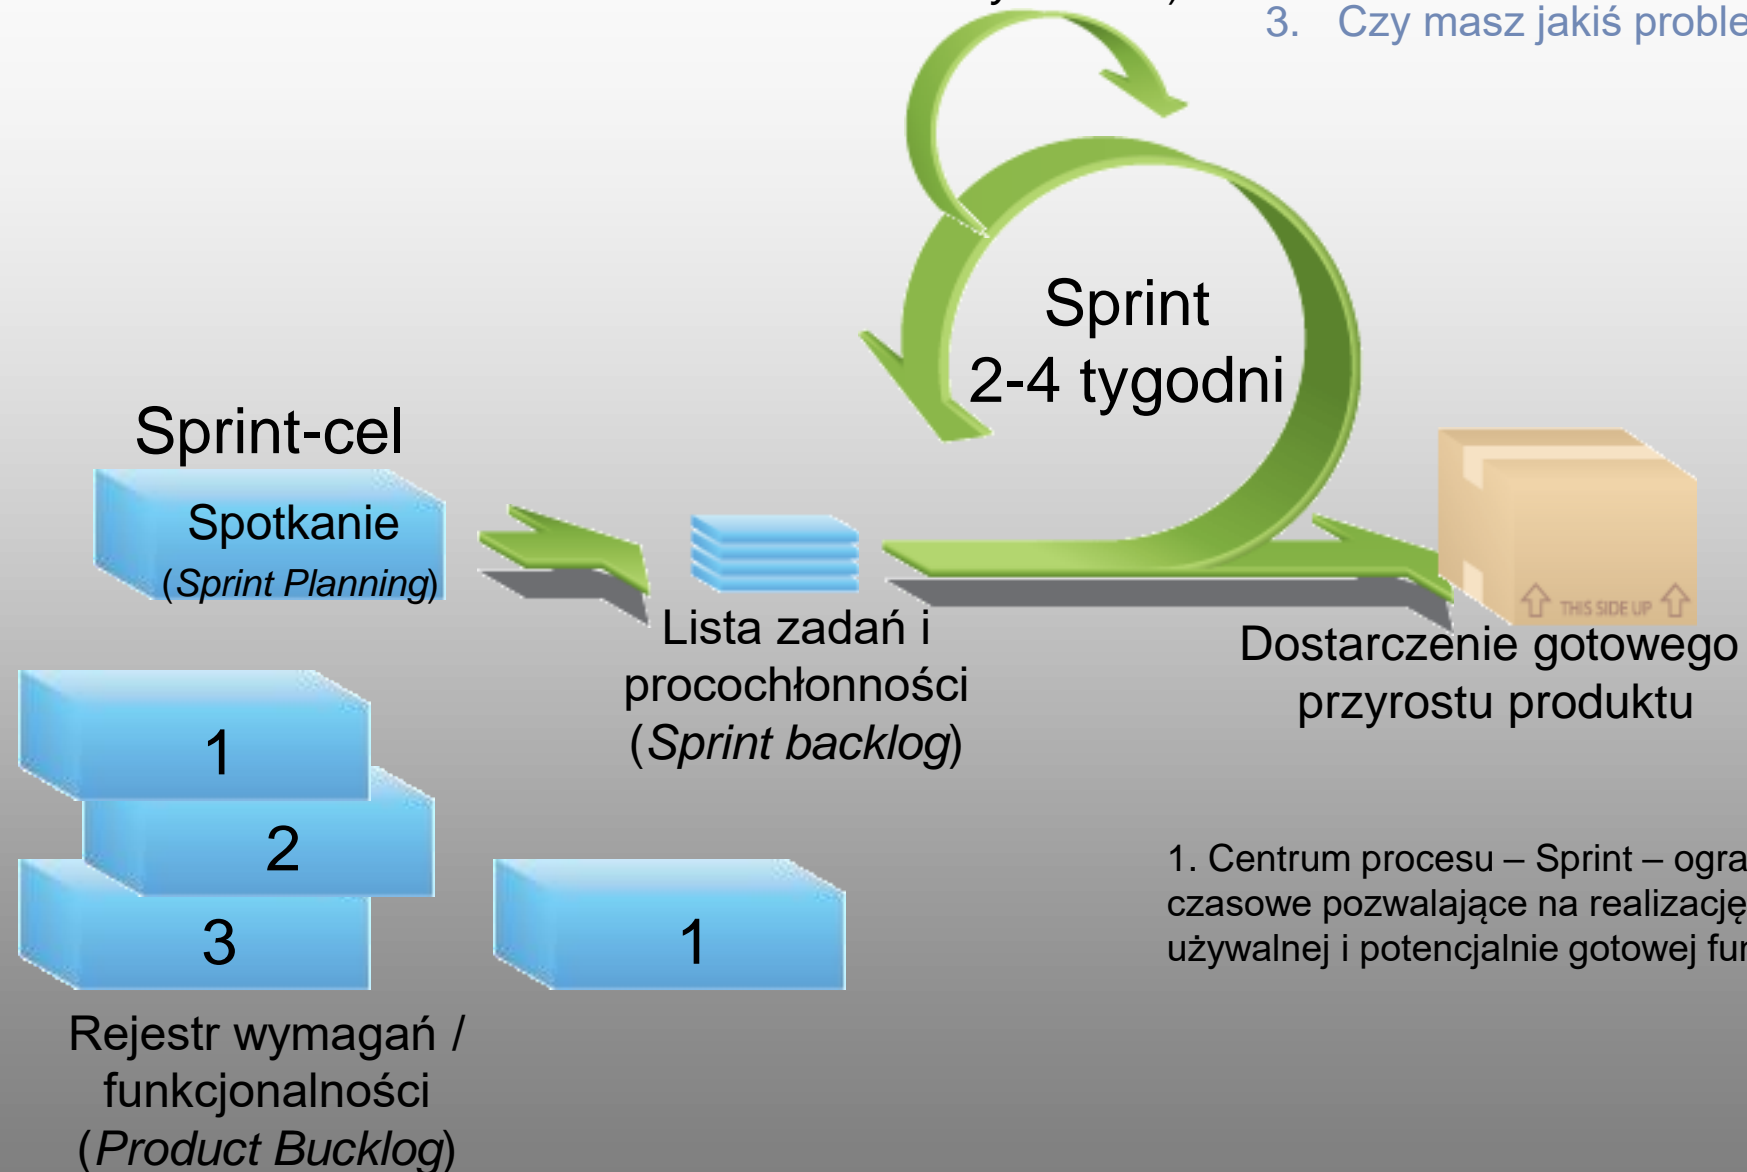 3. Czy masz jakiś proble
Sprint
2-4 tygodni
Sprint-cel
Spotkanie
(Sprint Planning)
THIS SIDE UP
Lista zadań i
procochłonności
(Sprint backlog)
Dostarczenie gotowego
przyrostu produktu
1
2
3
1
Rejestr wymagań /
funkcjonalności
(Product Bucklog)
1. Centrum procesu – Sprint – ogra
czasowe pozwalające na realizację
używalnej i potencjalnie gotowej fun